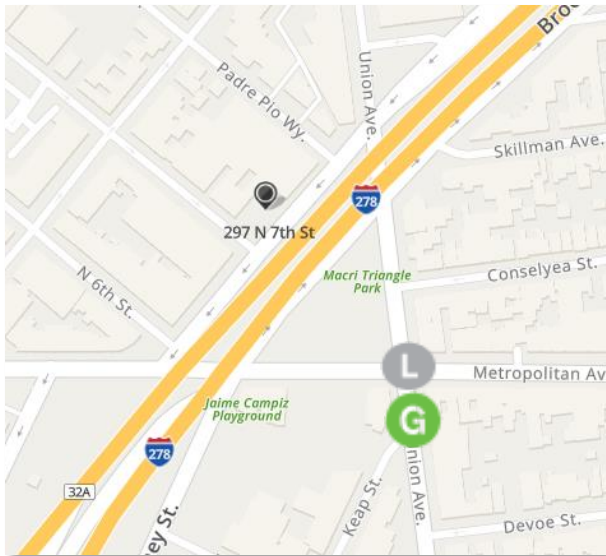 Broo
Union Ave.
Padre Pio Wy.
Skillman Ave.
278
297 N 7th St
Conselyea St.
Macri Triangle
Park
N 6th St.
L
Metropolitan Av
Jaime Campiz
Playground
G
278
nion Ave.
32A
Keap St.
ey St.
Devoe St.